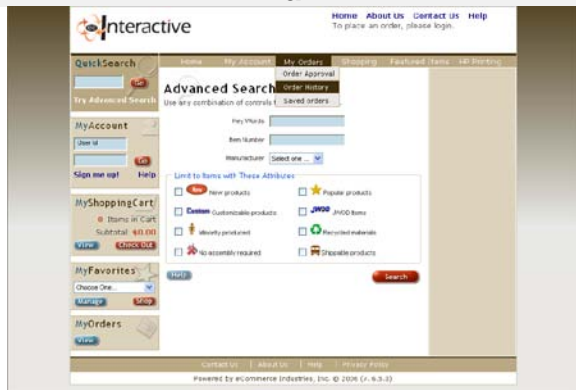 Interactive
Home About Us Contact Us Help
To place an order, please login.
QuickSearch
Go
Try Advanced Search
Home My Account My Orders Shopping Featured Items HP Printing
Order Approval
Order History
Saved orders
Advanced Search
Use any combination of controls
Key Words
Item Number
Manufacturer Select one ...
Limit to Items with These Attributes
New New products
Popular products
Custom Customizable products
JWOD JWOD Items
Minority produced
Recycled materials
No assembly required
Shippable products
Help
Search
MyAccount
User id
Go
Sign me up! Help
MyShoppingCart
0 Items in Cart
Subtotal $0.00
View Check Out
MyFavorites
Choose One...
Manage Shop
MyOrders
View
Contact Us | About Us | Help | Privacy Policy
Powered by eCommerce Industries, Inc. © 2006